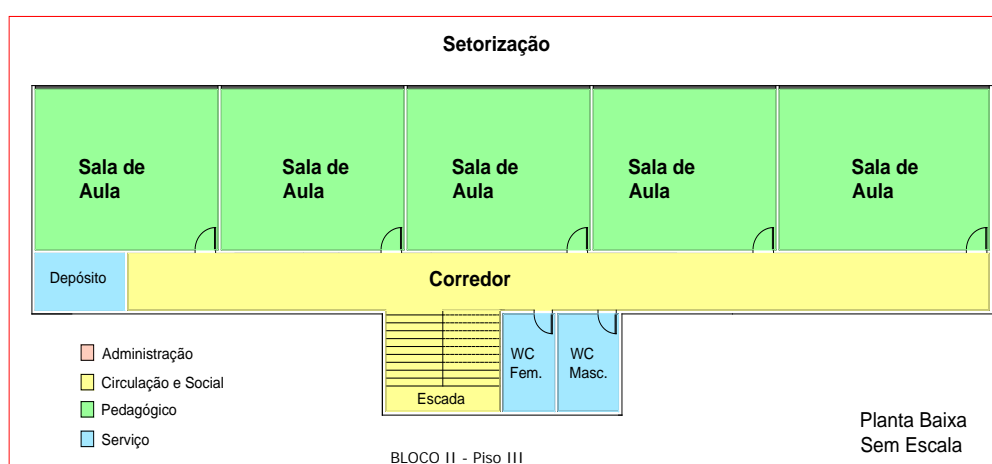 Setorização
Sala de
Aula
Sala de
Aula
Sala de
Aula
Sala de
Aula
Sala de
Aula
Depósito
Corredor
WC
Fem.
WC
Masc.
Escada
Administração
Circulação e Social
Pedagógico
Serviço
Planta Baixa
Sem Escala
BLOCO II - Piso III